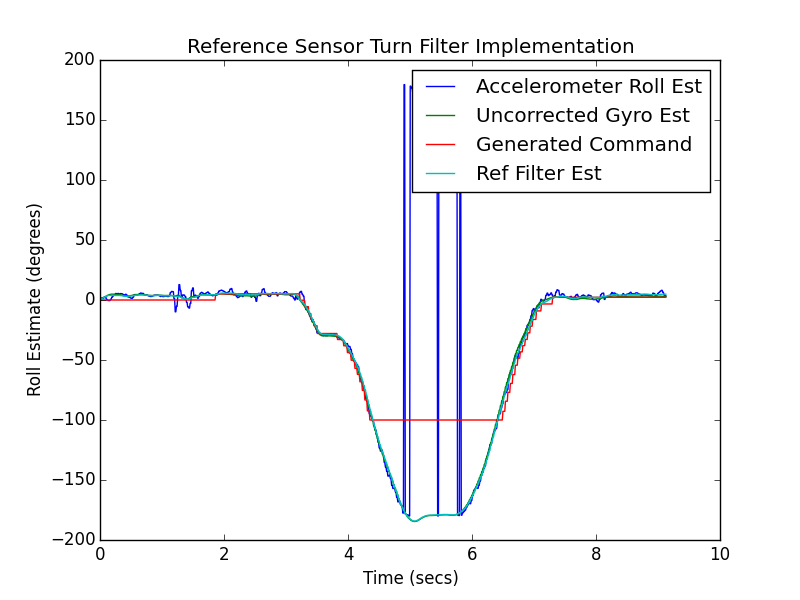 Reference Sensor Turn Filter Implementation
200
150
100
50
0
−50
−100
−150
−200
Roll Estimate (degrees)
Accelerometer Roll Est
Uncorrected Gyro Est
Generated Command
Ref Filter Est
0 2 4 6 8 10
Time (secs)